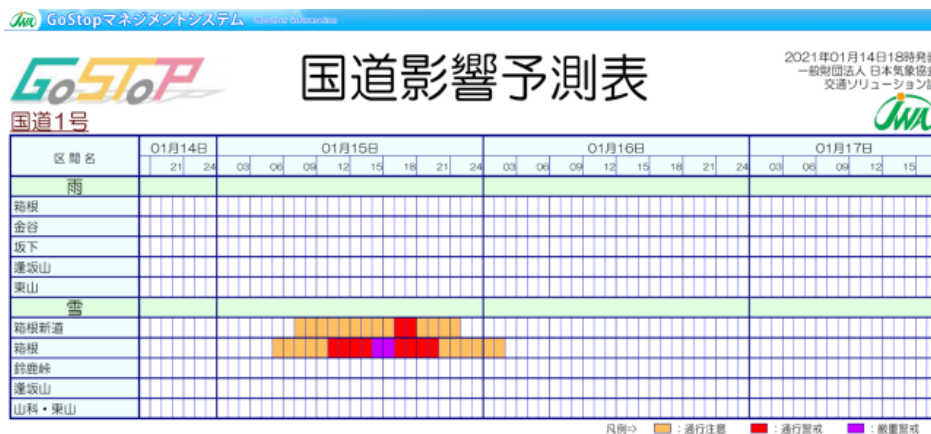 JWA GoStopマネジメントシステム Weather information
GoSToP
国道影響予測表
2021年01月14日18時発表
一般財団法人 日本気象協会
交通ソリューション課
JWA
国道1号
区間名 01月14日 01月15日 01月16日 01月17日
21 24 03 06 09 12 15 18 21 24 03 06 09 12 15 18 21 24 03 06 09 12 15
雨
箱根
金谷
坂下
逢坂山
東山
雪
箱根新道
箱根
鈴鹿峠
逢坂山
山科・東山
凡例=> :通行注意 :通行警戒 :厳重警戒